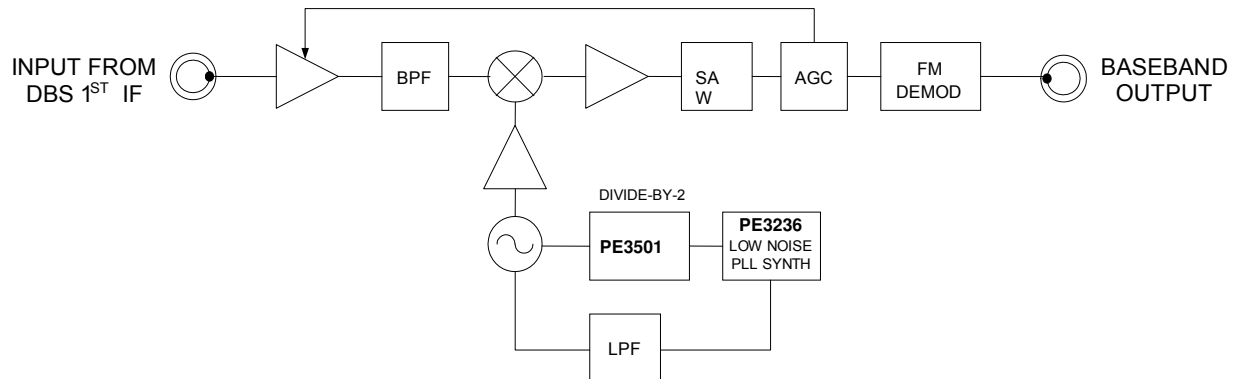 INPUT FROM
DBS 1ST IF
BPF
SA
W
AGC
FM
DEMOD
BASEBAND
OUTPUT
DIVIDE-BY-2
PE3501
PE3236
LOW NOISE
PLL SYNTH
LPF